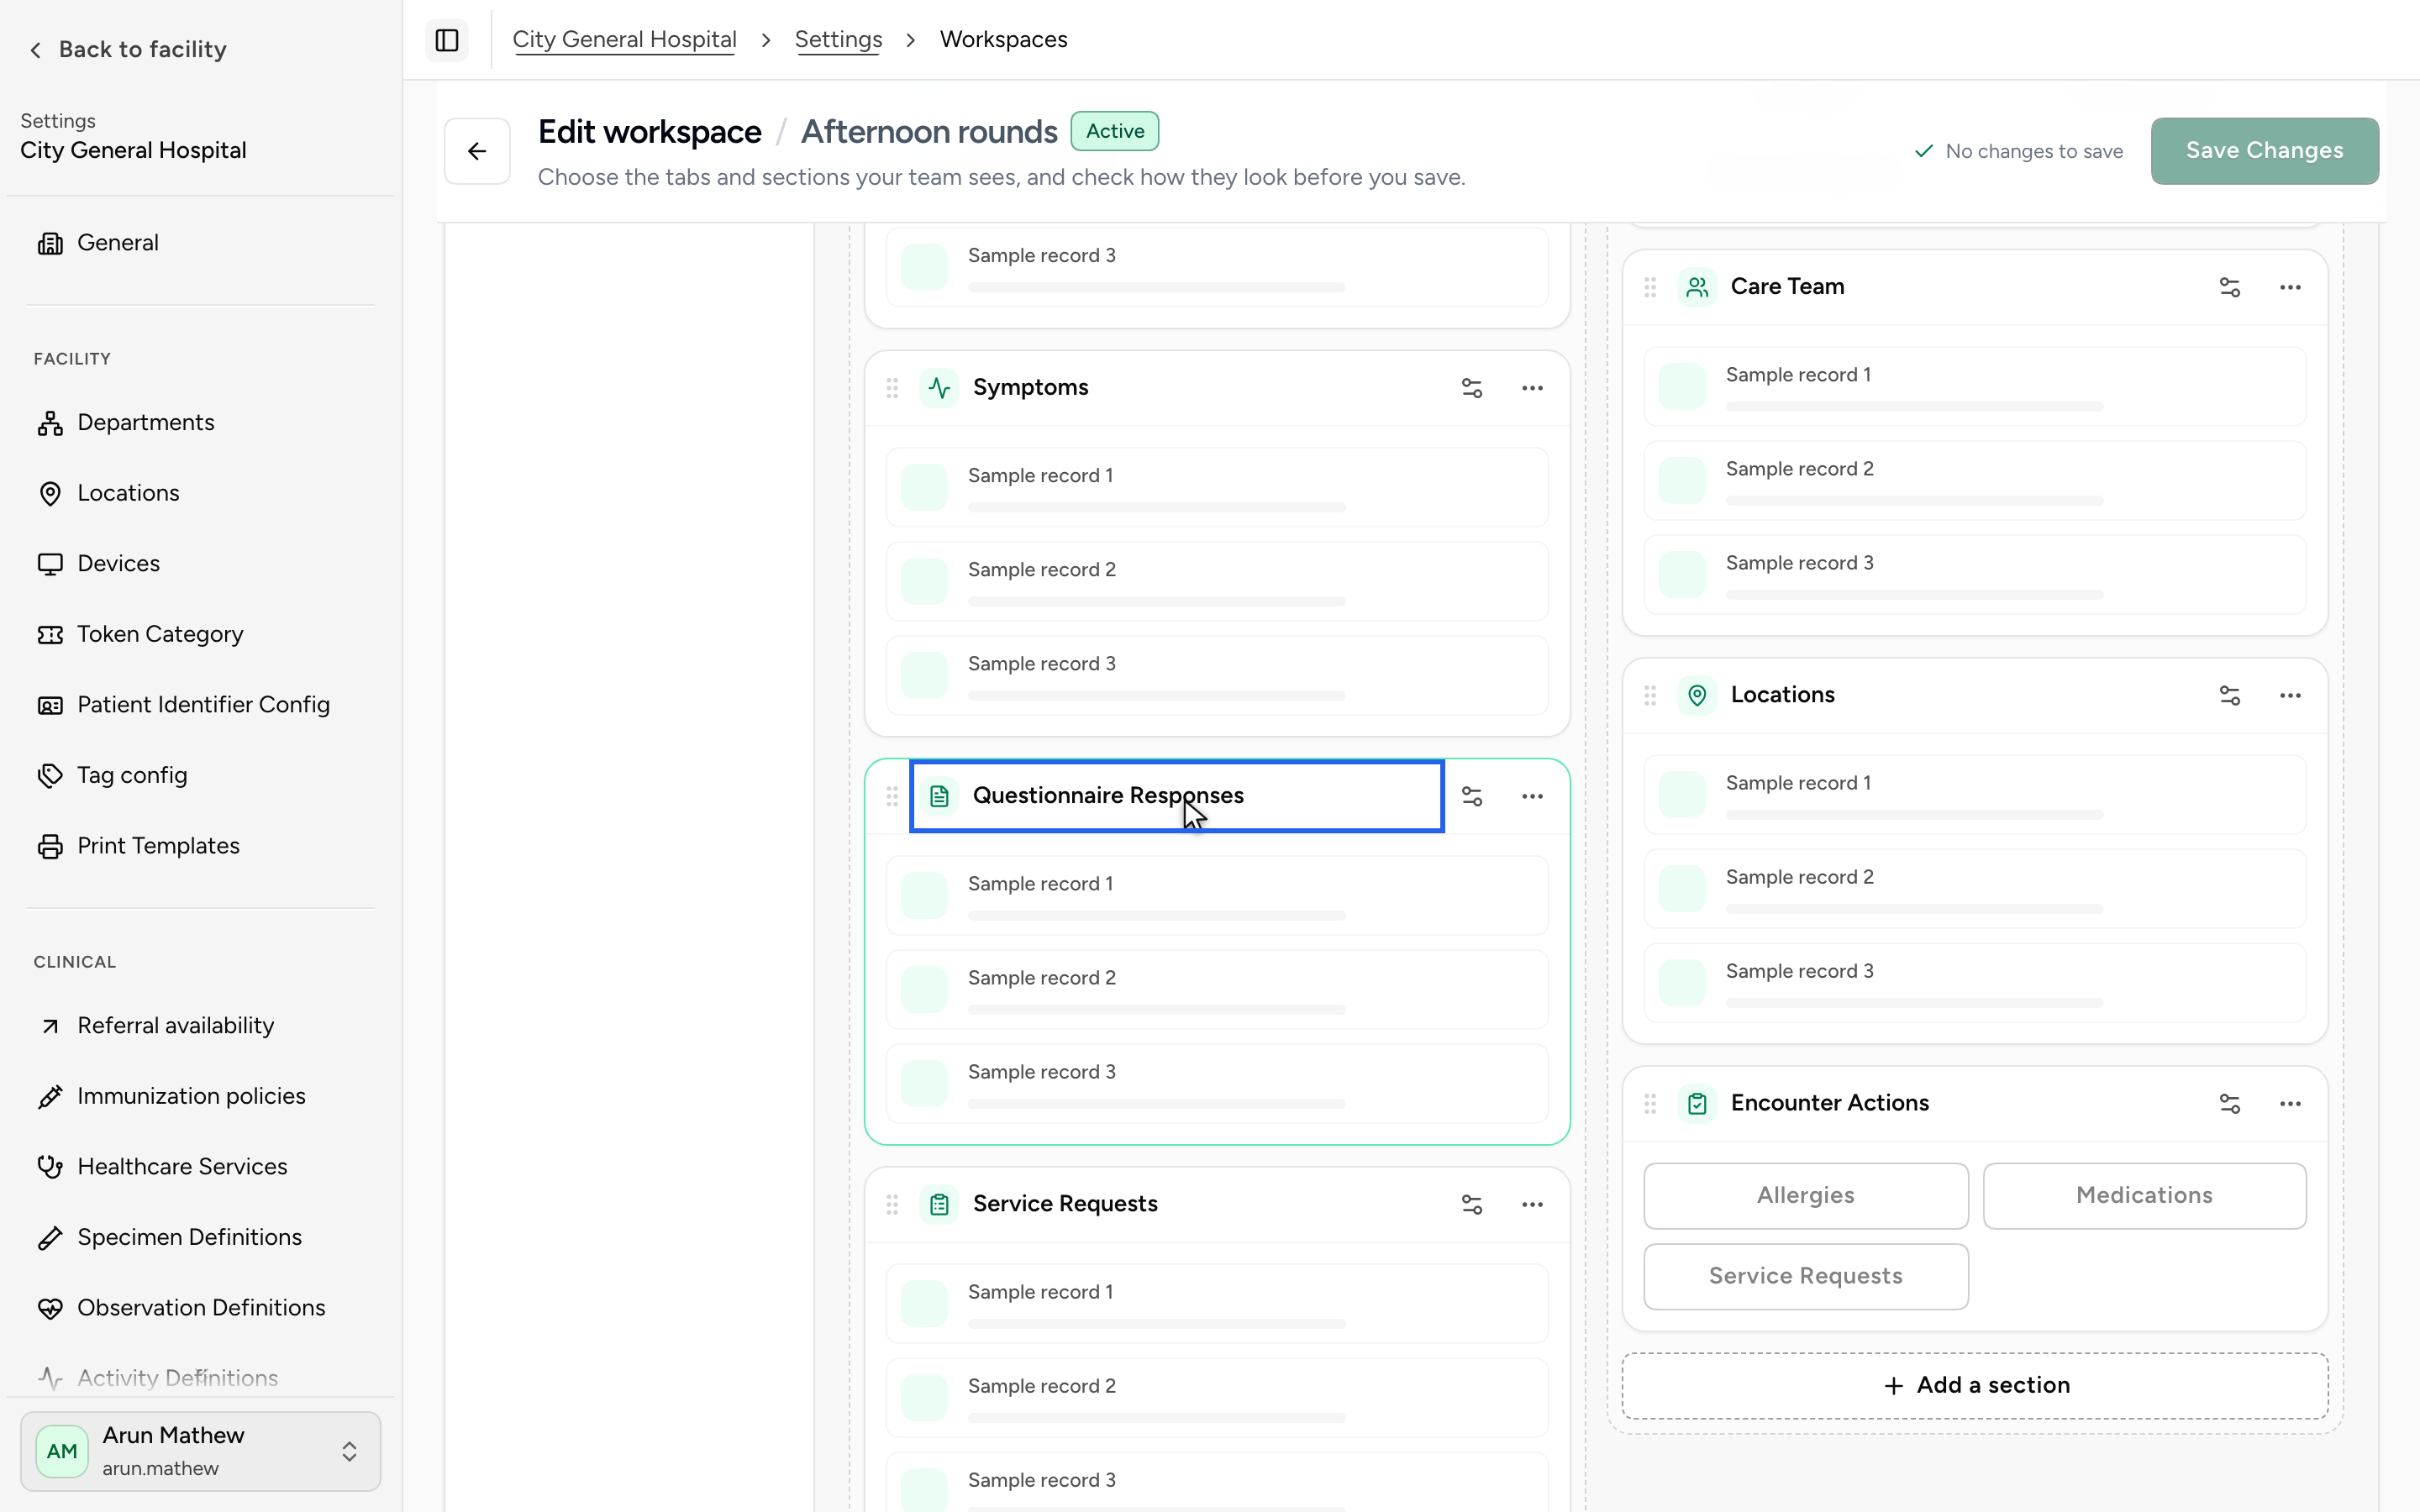 Back to facility
Settings
City General Hospital
General
FACILITY
Departments
Locations
Devices
Token Category
Patient Identifier Config
Tag config
Print Templates
CLINICAL
Referral availability
Immunization policies
Healthcare Services
Specimen Definitions
Observation Definitions
Activity Definitions
AM
Arun Mathew
arun.mathew
City General Hospital > Settings > Workspaces
Edit workspace / Afternoon rounds Active
Choose the tabs and sections your team sees, and check how they look before you save.
No changes to save
Save Changes
Sample record 3
Symptoms
Sample record 1
Sample record 2
Sample record 3
Questionnaire Responses
Sample record 1
Sample record 2
Sample record 3
Service Requests
Sample record 1
Sample record 2
Sample record 3
Care Team
Sample record 1
Sample record 2
Sample record 3
Locations
Sample record 1
Sample record 2
Sample record 3
Encounter Actions
Allergies
Medications
Service Requests
+ Add a section